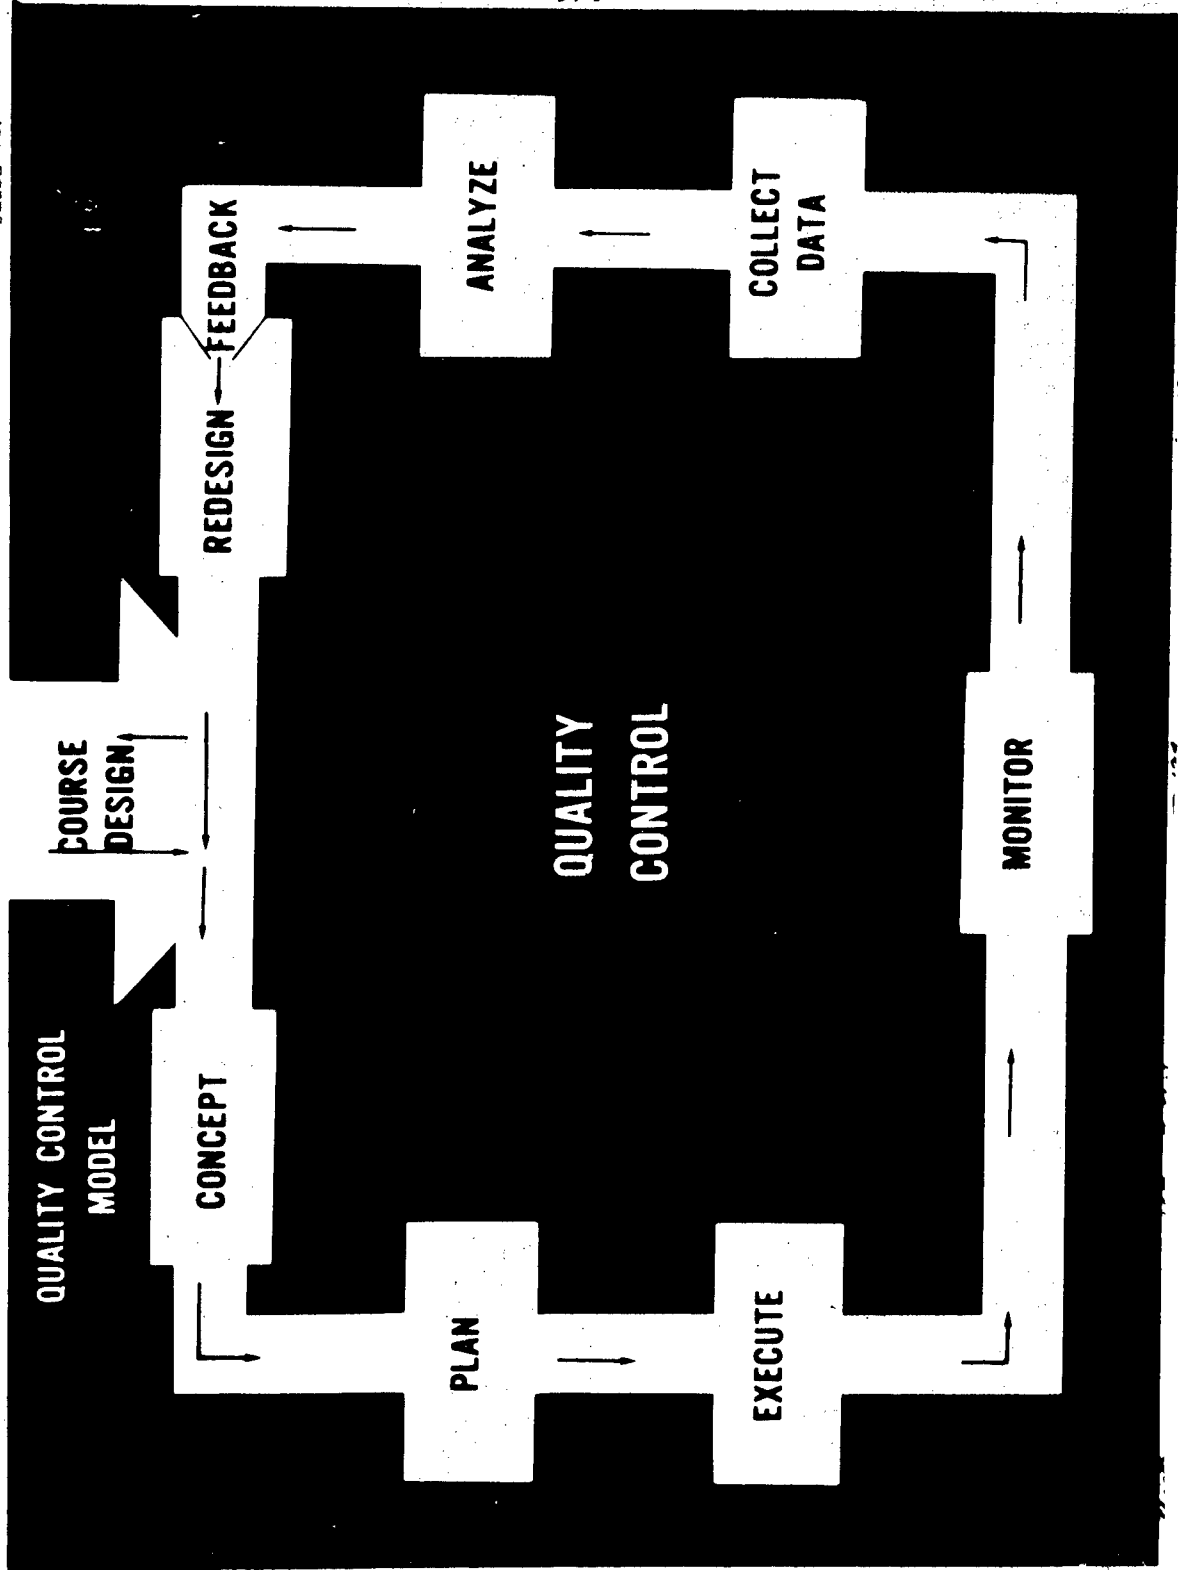 QUALITY CONTROL
MODEL
COURSE
DESIGN
CONCEPT
REDESIGN
FEEDBACK
PLAN
ANALYZE
QUALITY
CONTROL
EXECUTE
COLLECT
DATA
MONITOR